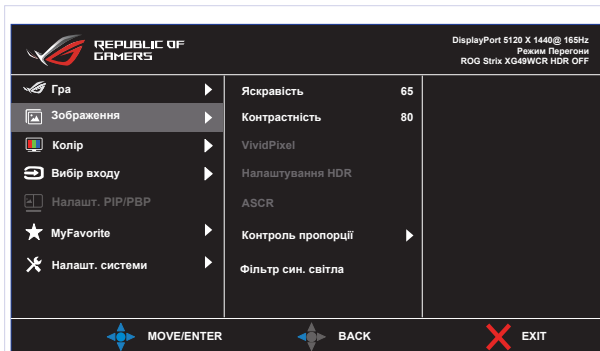 REPUBLIC OF
GAMERS
DisplayPort 5120 X 1440@ 165Hz
Режим Перегони
ROG Strix XG49WCR HDR OFF
Гра
Зображення
Колір
Вибір входу
Налашт. PIP/PBP
MyFavorite
Налашт. системи
Яскравість 65
Контрастність 80
VividPixel
Налаштування HDR
ASCR
Контроль пропорції
Фільтр син. світла
MOVE/ENTER BACK EXIT